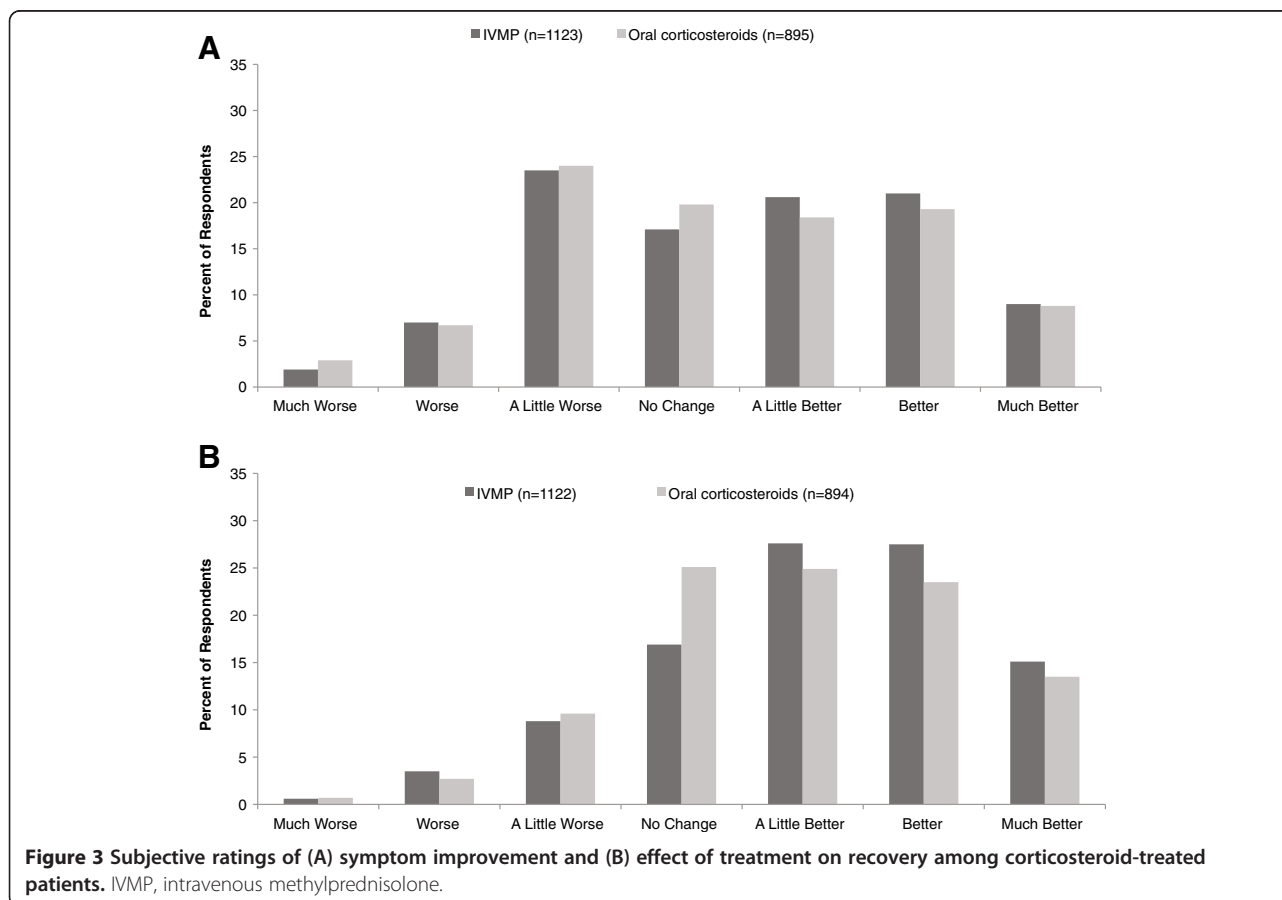 A
IVMP (n=1123) Oral corticosteroids (n=895)
Percent of Respondents
35
30
25
20
15
10
5
0
Much Worse Worse A Little Worse No Change A Little Better Better Much Better
B
IVMP (n=1122) Oral corticosteroids (n=894)
Percent of Respondents
35
30
25
20
15
10
5
0
Much Worse Worse A Little Worse No Change A Little Better Better Much Better
Figure 3 Subjective ratings of (A) symptom improvement and (B) effect of treatment on recovery among corticosteroid-treated
patients. IVMP, intravenous methylprednisolone.